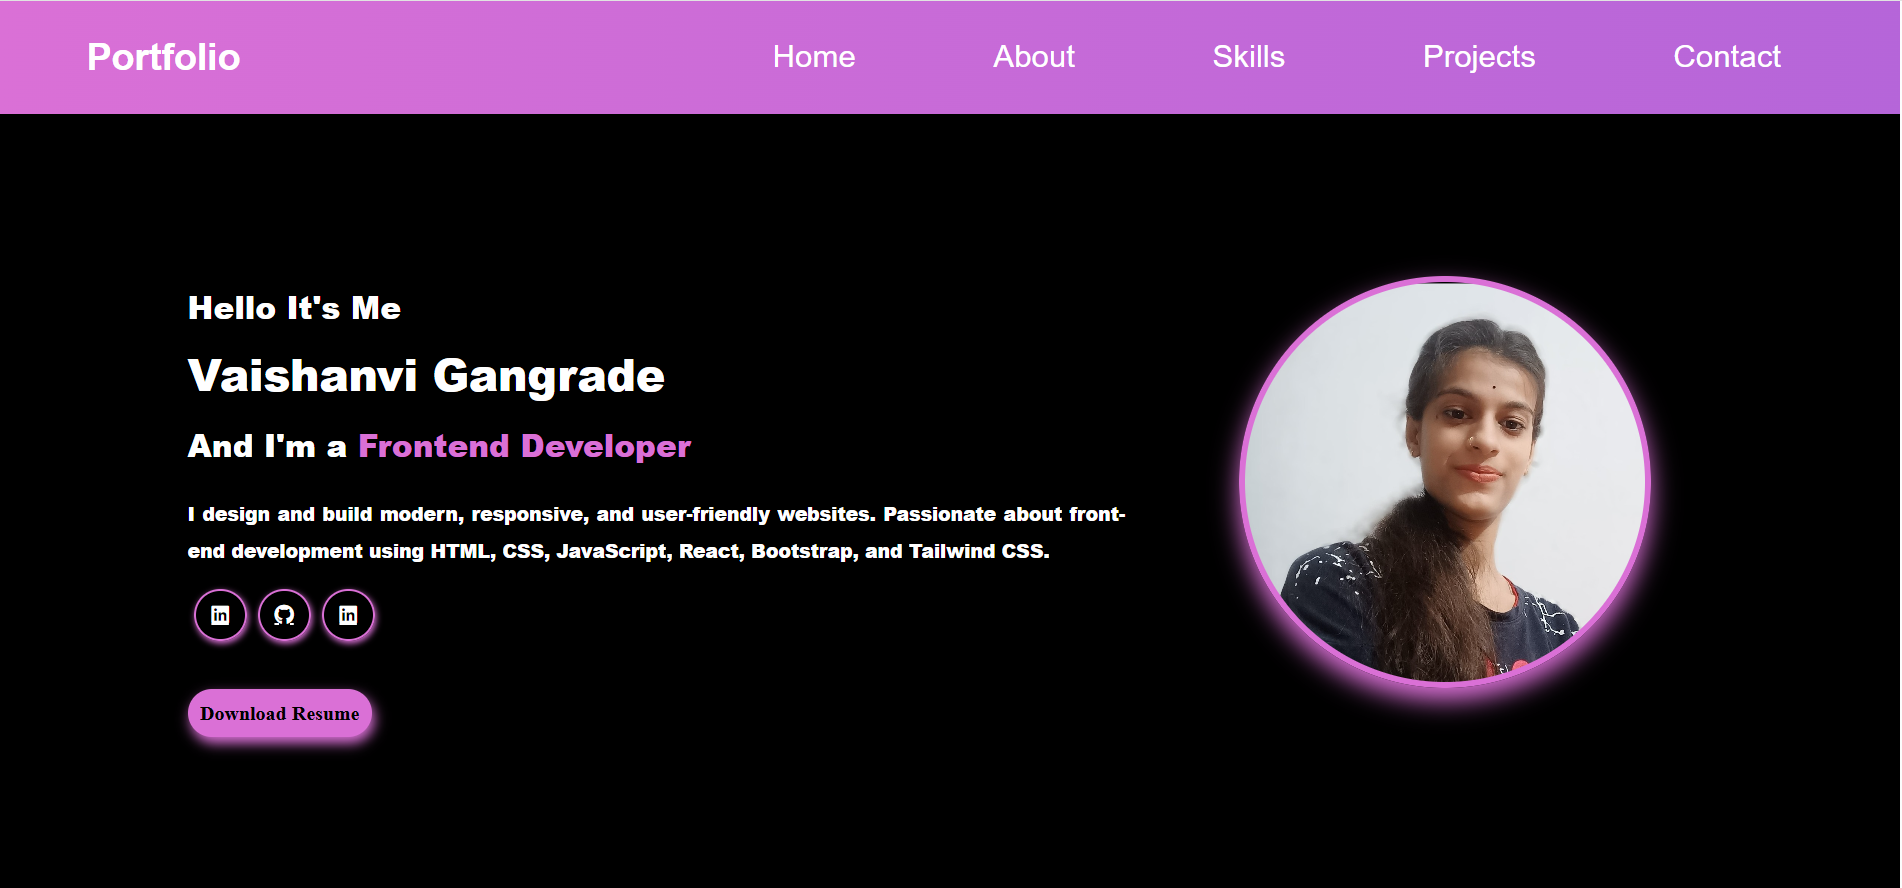 Portfolio
Home
About
Skills
Projects
Contact
Hello It's Me
Vaishanvi Gangrade
And I'm a Frontend Developer
I design and build modern, responsive, and user-friendly websites. Passionate about front-
end development using HTML, CSS, JavaScript, React, Bootstrap, and Tailwind CSS.
in
in
Download Resume